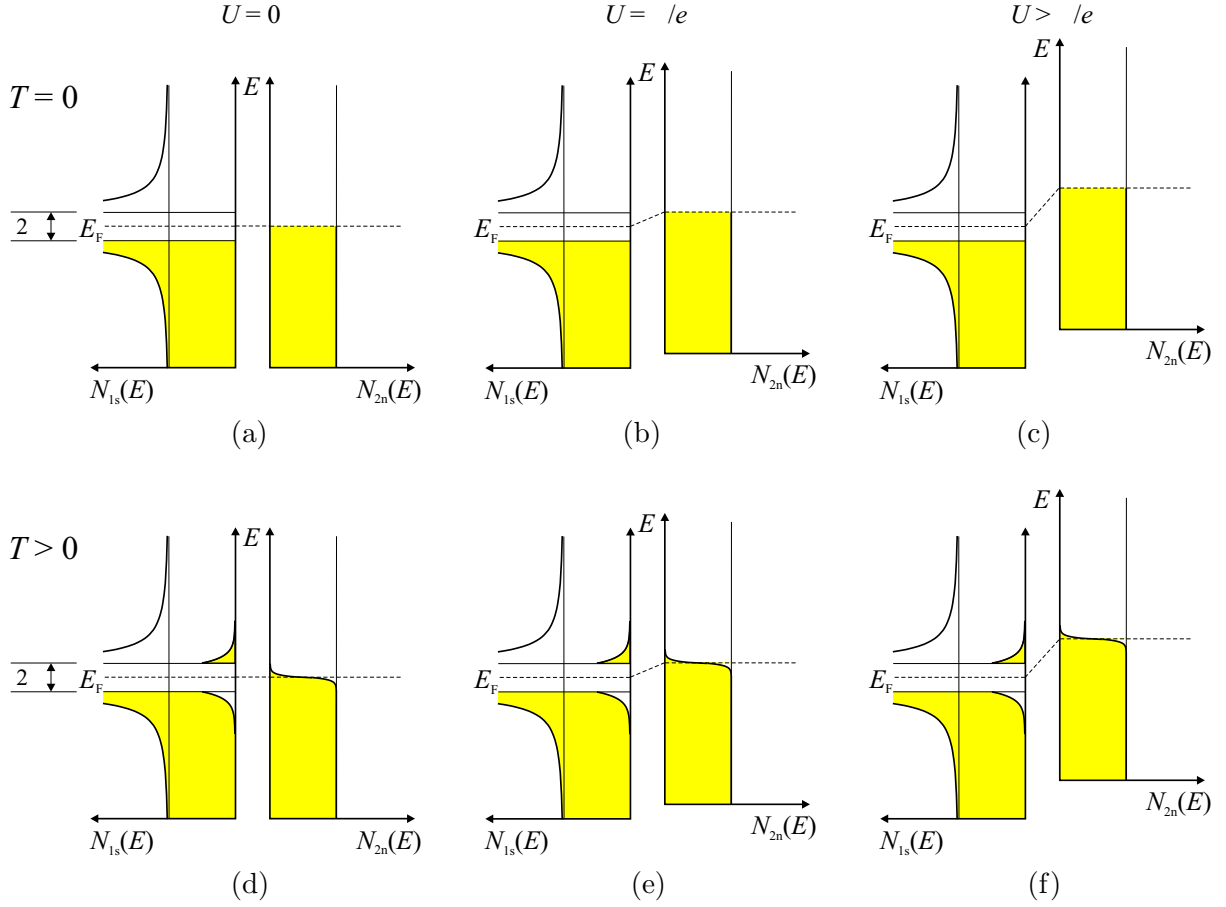 U = 0
U = /e
U > /e
T = 0
E
E
E
2
E_F
E_F
E_F
N_1s(E)
N_2n(E)
N_1s(E)
N_2n(E)
N_1s(E)
N_2n(E)
(a)
(b)
(c)
T > 0
E
E
E
2
E_F
E_F
E_F
N_1s(E)
N_2n(E)
N_1s(E)
N_2n(E)
N_1s(E)
N_2n(E)
(d)
(e)
(f)